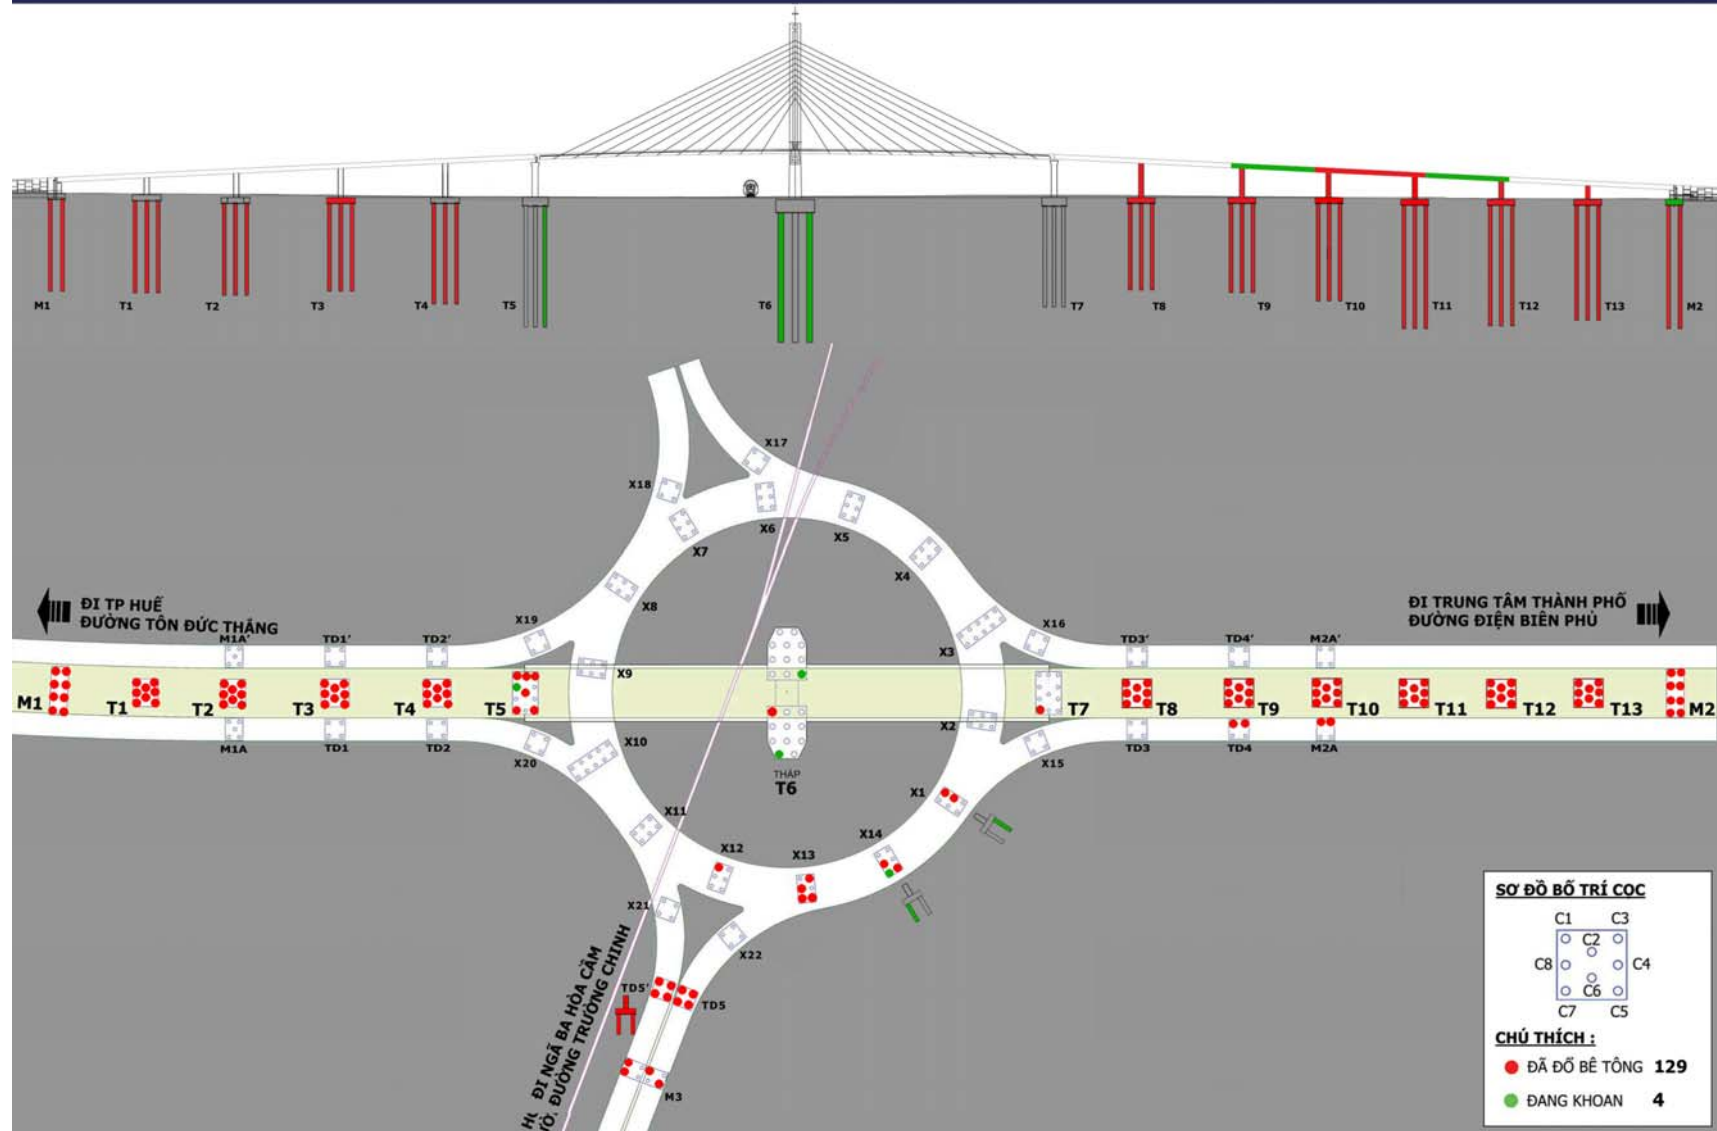 M1
T1
T2
T3
T4
T5
T6
T7
T8
T9
T10
T11
T12
T13
M2
X17
X18
X6
X7
X5
X4
X8
ĐI TP HUẾ
ĐƯỜNG TÔN ĐỨC THẮNG
ĐI TRUNG TÂM THÀNH PHỐ
ĐƯỜNG ĐIỆN BIÊN PHỦ
M1A'
TD1'
TD2'
X19
X3
X16
TD3'
TD4'
M2A'
X9
M1
T1
T2
T3
T4
T5
T7
T8
T9
T10
T11
T12
T13
M2
X2
M1A
TD1
TD2
X20
X10
X15
TD3
TD4
M2A
THÁP
T6
X1
X11
X14
X12
X13
X21
X22
TD5'
TD5
M3
ĐI NGÃ BA HÒA CẦM
ĐƯỜNG TRƯỜNG CHINH
SƠ ĐỒ BỐ TRÍ CỌC
C1 C3
C2
C8 C4
C6
C7 C5
CHÚ THÍCH :
ĐÃ ĐỔ BÊ TÔNG 129
ĐANG KHOAN 4